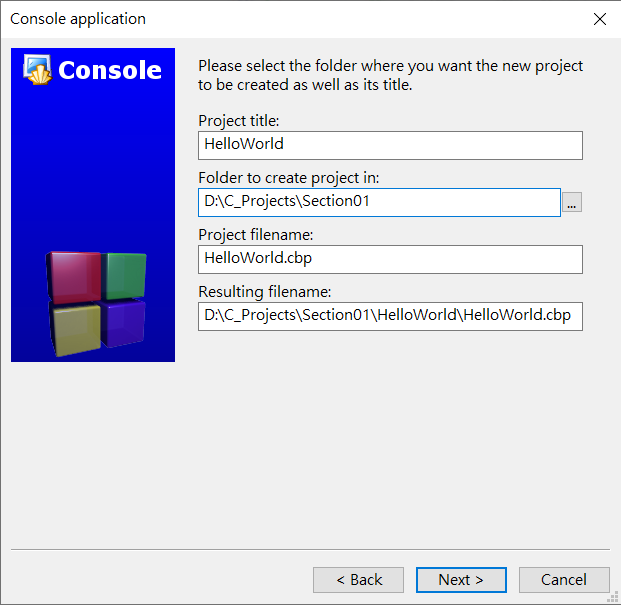 Console application
Console
Please select the folder where you want the new project
to be created as well as its title.
Project title:
HelloWorld
Folder to create project in:
D:\C_Projects\Section01
...
Project filename:
HelloWorld.cbp
Resulting filename:
D:\C_Projects\Section01\HelloWorld\HelloWorld.cbp
< Back
Next >
Cancel